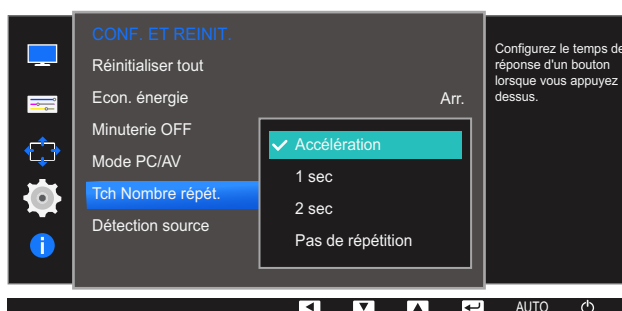 CONF. ET REINIT.
Réinitialiser tout
Econ. énergie Arr.
Minuterie OFF
Mode PC/AV
Tch Nombre répét.
Détection source
Accélération
1 sec
2 sec
Pas de répétition
Configurez le temps de
réponse d'un bouton
lorsque vous appuyez
dessus.
AUTO